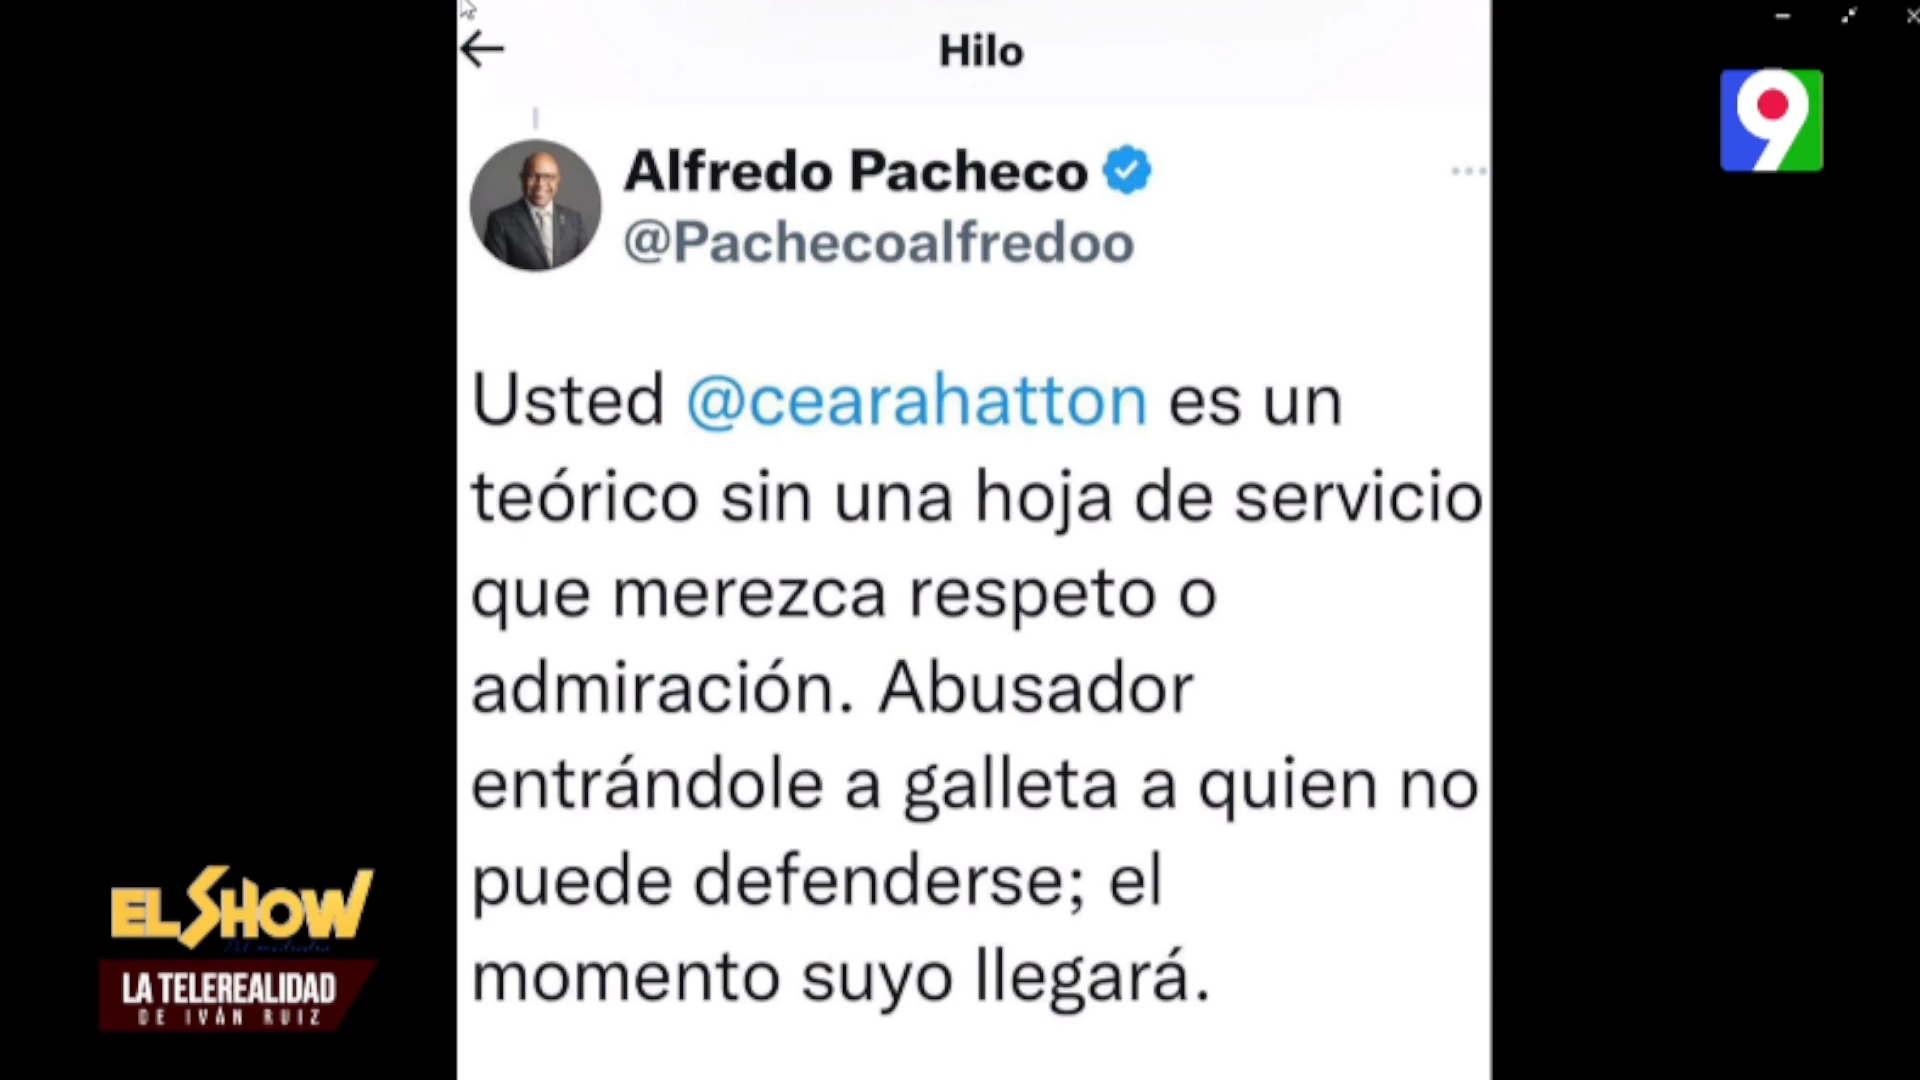 Hilo
9
Alfredo Pacheco
@Pachecoalfredoo
Usted @cearahatton es un
teórico sin una hoja de servicio
que merezca respeto o
admiración. Abusador
entrándole a galleta a quien no
puede defenderse; el
momento suyo llegará.
EL SHOW
LA TELEREALIDAD
DE IVÁN RUIZ